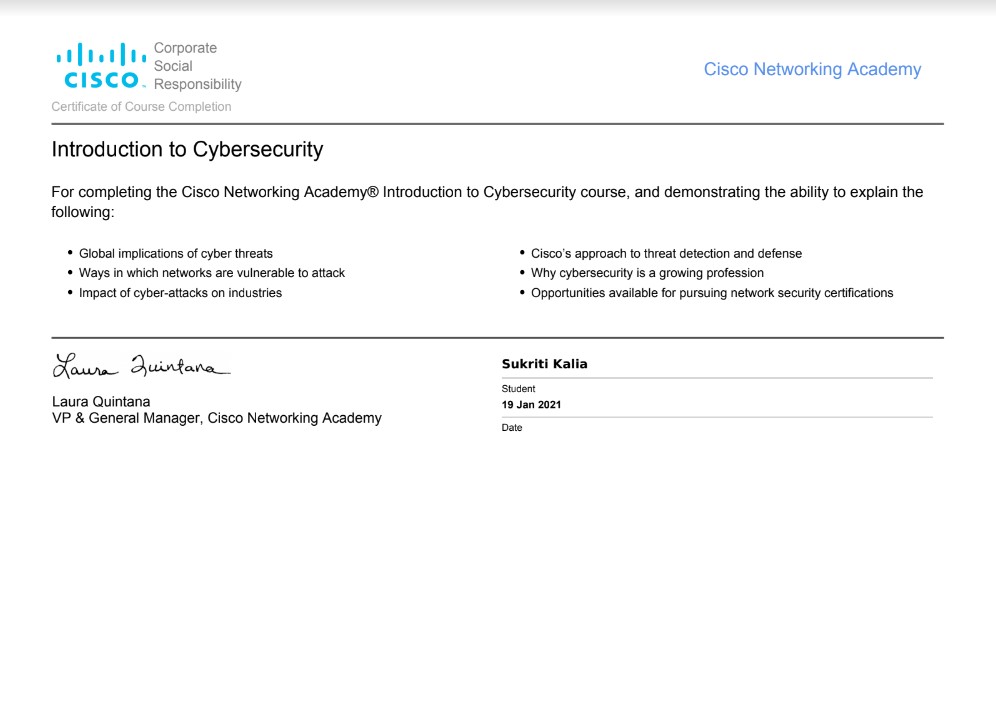 Corporate
Social
CISCO™ Responsibility
Cisco Networking Academy
Certificate of Course Completion
Introduction to Cybersecurity
For completing the Cisco Networking Academy® Introduction to Cybersecurity course, and demonstrating the ability to explain the
following:
• Global implications of cyber threats
• Ways in which networks are vulnerable to attack
• Impact of cyber-attacks on industries
• Cisco's approach to threat detection and defense
• Why cybersecurity is a growing profession
• Opportunities available for pursuing network security certifications
Laura Quintana
Laura Quintana
VP & General Manager, Cisco Networking Academy
Sukriti Kalia
Student
19 Jan 2021
Date